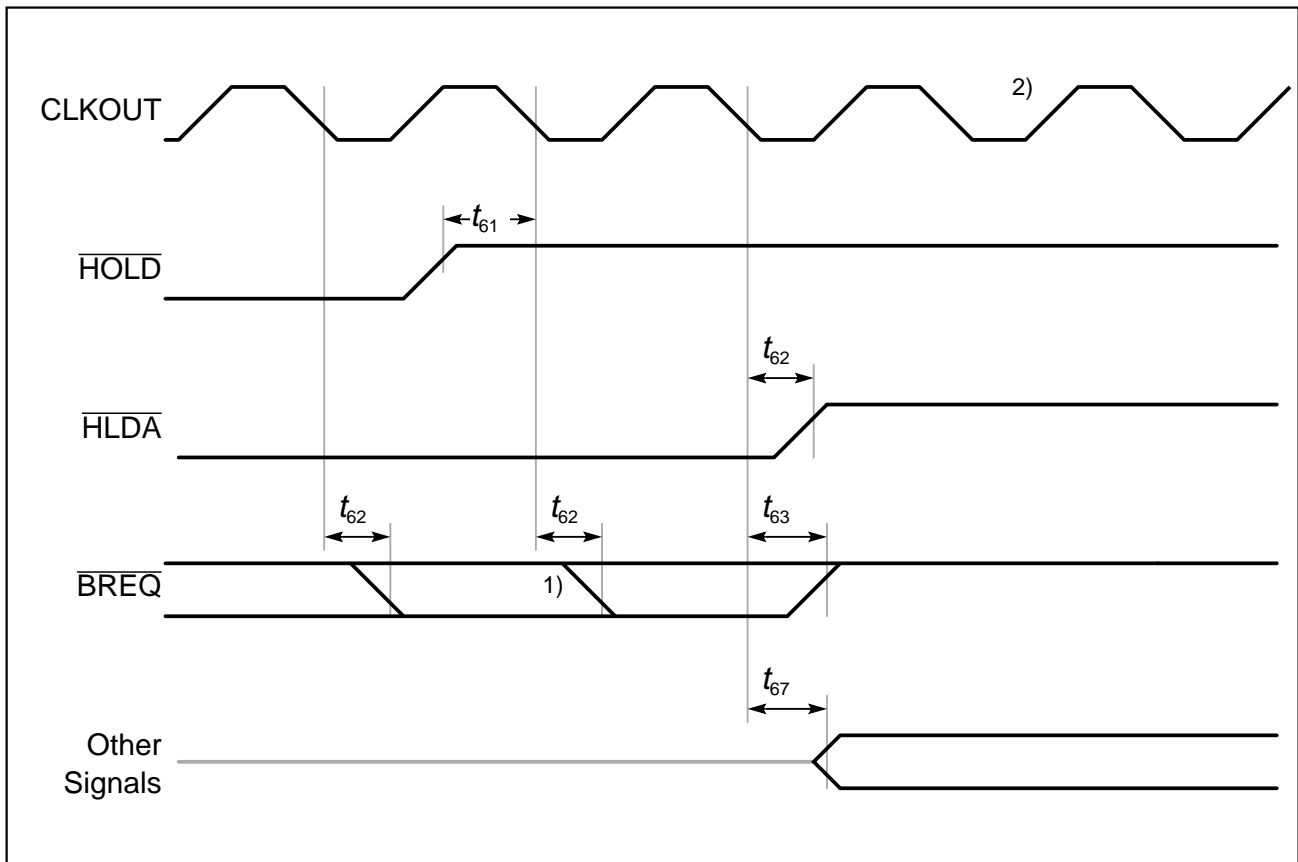 CLKOUT
2)
t61
HOLD
t62
HLDA
t62
t62
t63
BREQ
1)
t67
Other
Signals